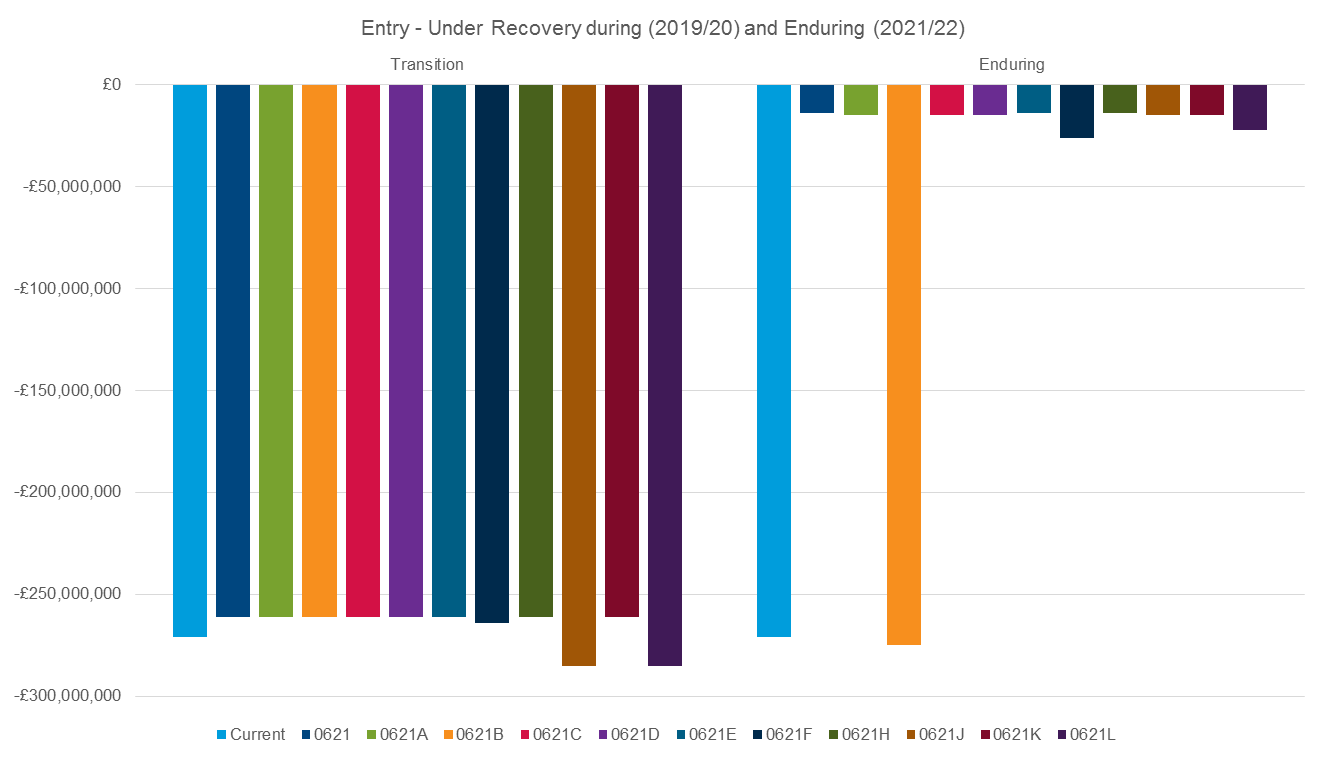 Entry - Under Recovery during (2019/20) and Enduring (2021/22)
Transition Enduring
£0
-£50,000,000
-£100,000,000
-£150,000,000
-£200,000,000
-£250,000,000
-£300,000,000
Current 0621 0621A 0621B 0621C 0621D 0621E 0621F 0621H 0621J 0621K 0621L